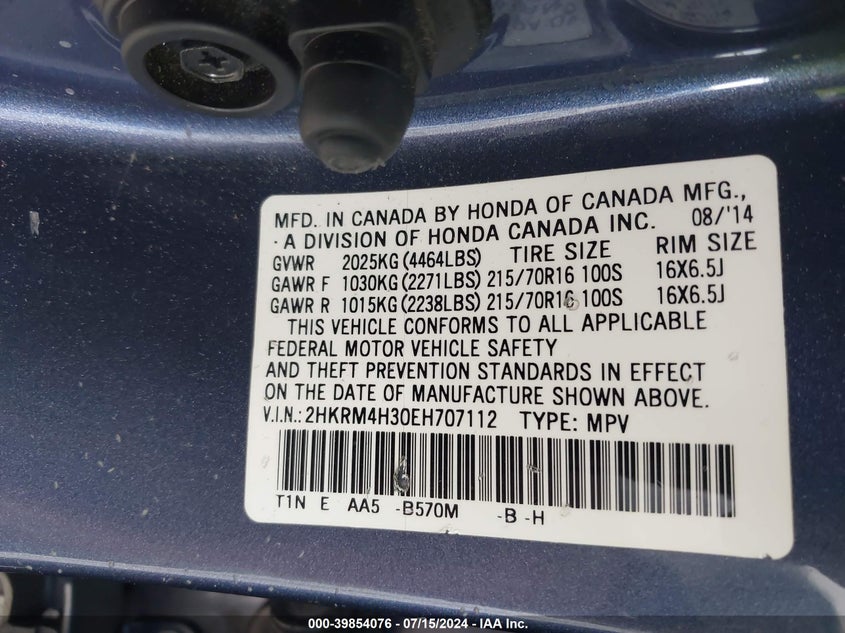 MFD. IN CANADA BY HONDA OF CANADA MFG.,
A DIVISION OF HONDA CANADA INC. 08/'14
GVWR 2025KG (4464LBS) TIRE SIZE RIM SIZE
GAWR F 1030KG (2271LBS) 215/70R16 100S 16X6.5J
GAWR R 1015KG (2238LBS) 215/70R16 100S 16X6.5J
THIS VEHICLE CONFORMS TO ALL APPLICABLE
FEDERAL MOTOR VEHICLE SAFETY
AND THEFT PREVENTION STANDARDS IN EFFECT
ON THE DATE OF MANUFACTURE SHOWN ABOVE.
V.I.N.: 2HKRM4H30EH707112 TYPE: MPV
T1N E AA5 -B570M -B -H
© COPY: -39854076 - 07/15/2024 - IAA Inc.